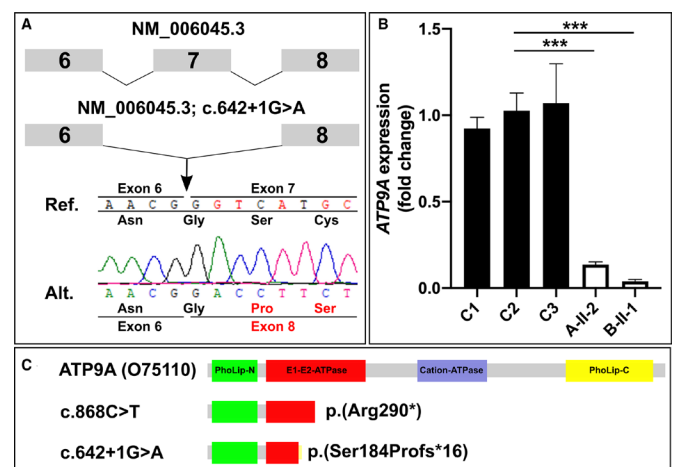 A
NM_006045.3
6 7 8
NM_006045.3; c.642+1G>A
6 8
Exon 6 Exon 7
Ref. A A C G G G T C A T G C
Asn Gly Ser Cys
Alt. A A C G G A C C T T C T
Asn Gly Pro Ser
Exon 6 Exon 8
B
ATP9A expression
(fold change)
1.5
1.0
0.5
0.0
***
***
C1 C2 C3 A-II-2 B-II-1
C
ATP9A (O75110) PhoLip-N E1-E2-ATPase Cation-ATPase PhoLip-C
c.868C>T p.(Arg290*)
c.642+1G>A p.(Ser184Profs*16)